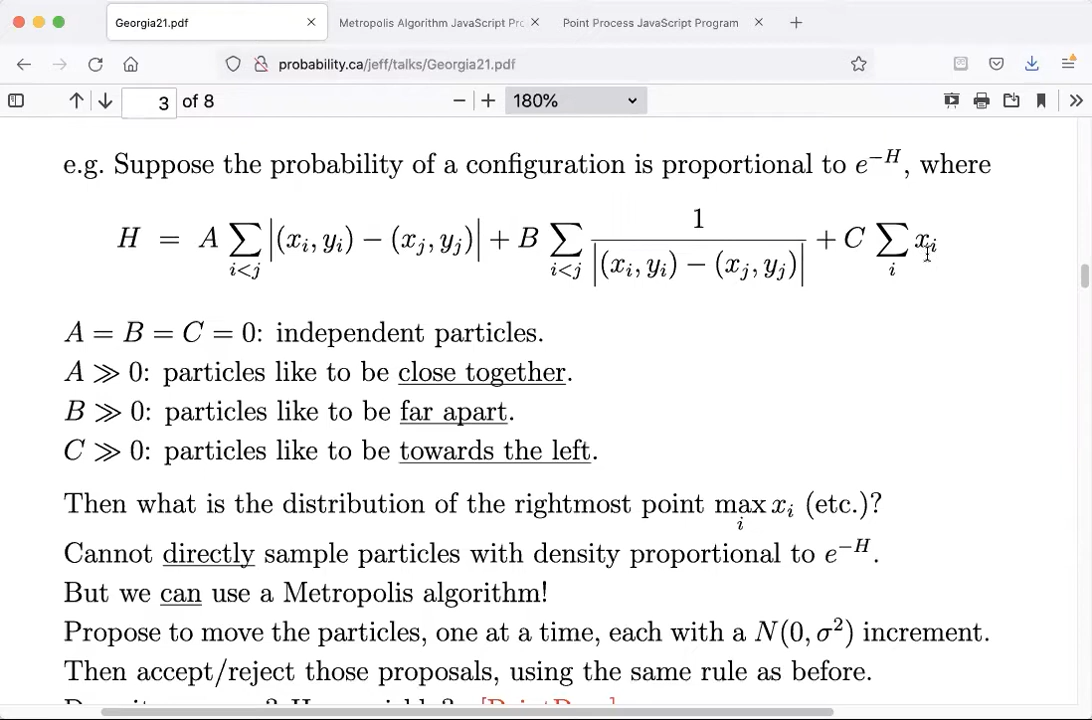 Georgia21.pdf
Metropolis Algorithm JavaScript Prc
Point Process JavaScript Program
probability.ca/jeff/talks/Georgia21.pdf
3 of 8
180%
e.g. Suppose the probability of a configuration is proportional to e^{−H}, where
H = A ∑_{i<j} |(x_i, y_i) − (x_j, y_j)| + B ∑_{i<j} 1/|(x_i, y_i) − (x_j, y_j)| + C ∑_i x_i
A = B = C = 0: independent particles.
A ≫ 0: particles like to be close together.
B ≫ 0: particles like to be far apart.
C ≫ 0: particles like to be towards the left.
Then what is the distribution of the rightmost point max_i x_i (etc.)?
Cannot directly sample particles with density proportional to e^{−H}.
But we can use a Metropolis algorithm!
Propose to move the particles, one at a time, each with a N(0, σ²) increment.
Then accept/reject those proposals, using the same rule as before.